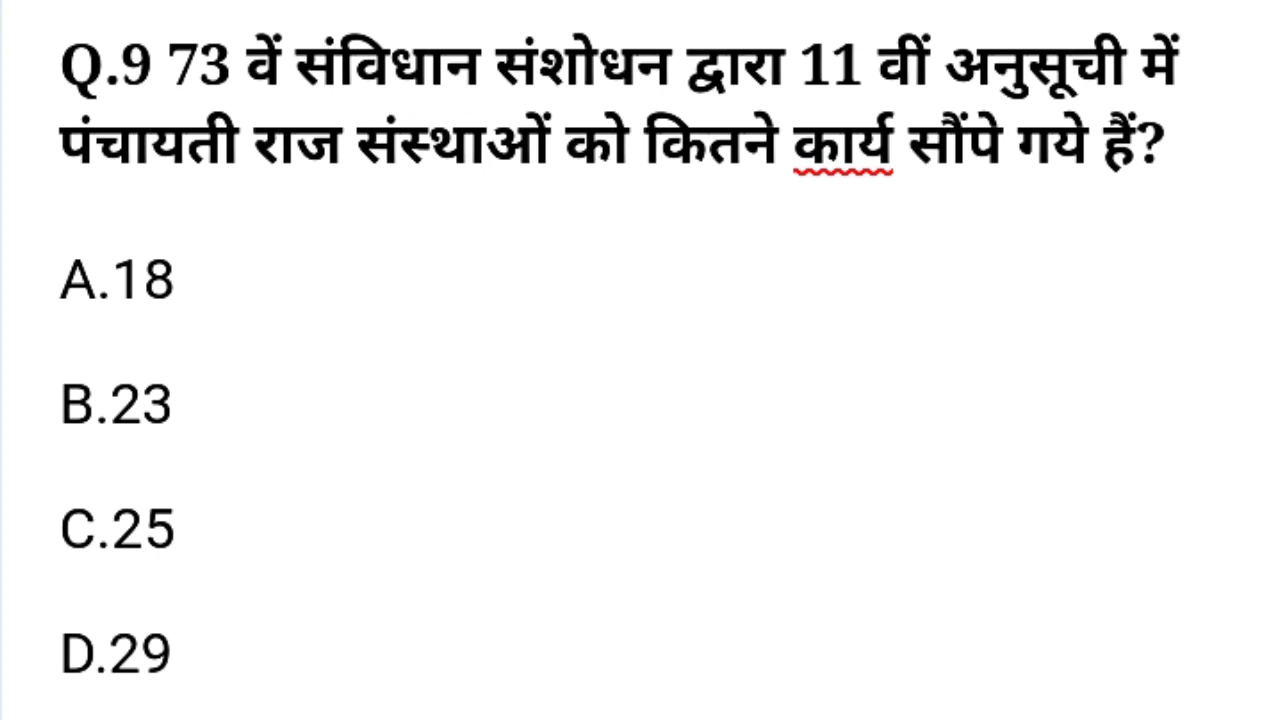 Q.9 73 वें संविधान संशोधन द्वारा 11 वीं अनुसूची में
पंचायती राज संस्थाओं को कितने कार्य सौंपे गये हैं?
A.18
B.23
C.25
D.29